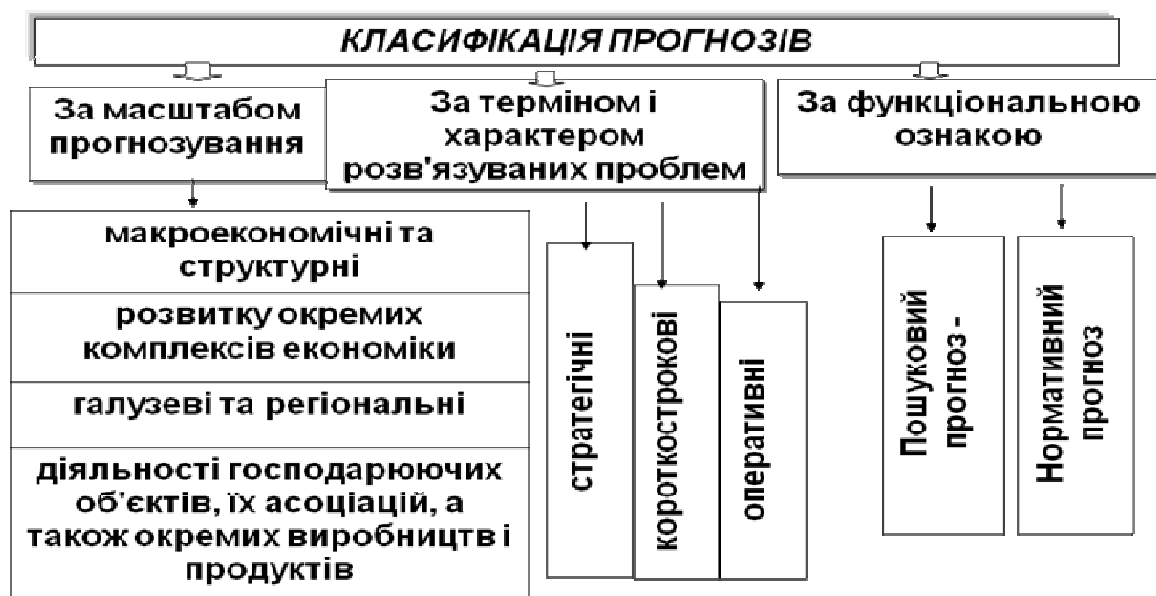 КЛАСИФІКАЦІЯ ПРОГНОЗІВ
За масштабом
прогнозування
За терміном і
характером
розв'язуваних проблем
За функціональною
ознакою
макроекономічні та
структурні
розвитку окремих
комплексів економіки
галузеві та регіональні
діяльності господарюючих
об'єктів, їх асоціацій, а
також окремих виробництв і
продуктів
стратегічні
короткострокові
оперативні
Пошуковий
прогноз -
Нормативний
прогноз